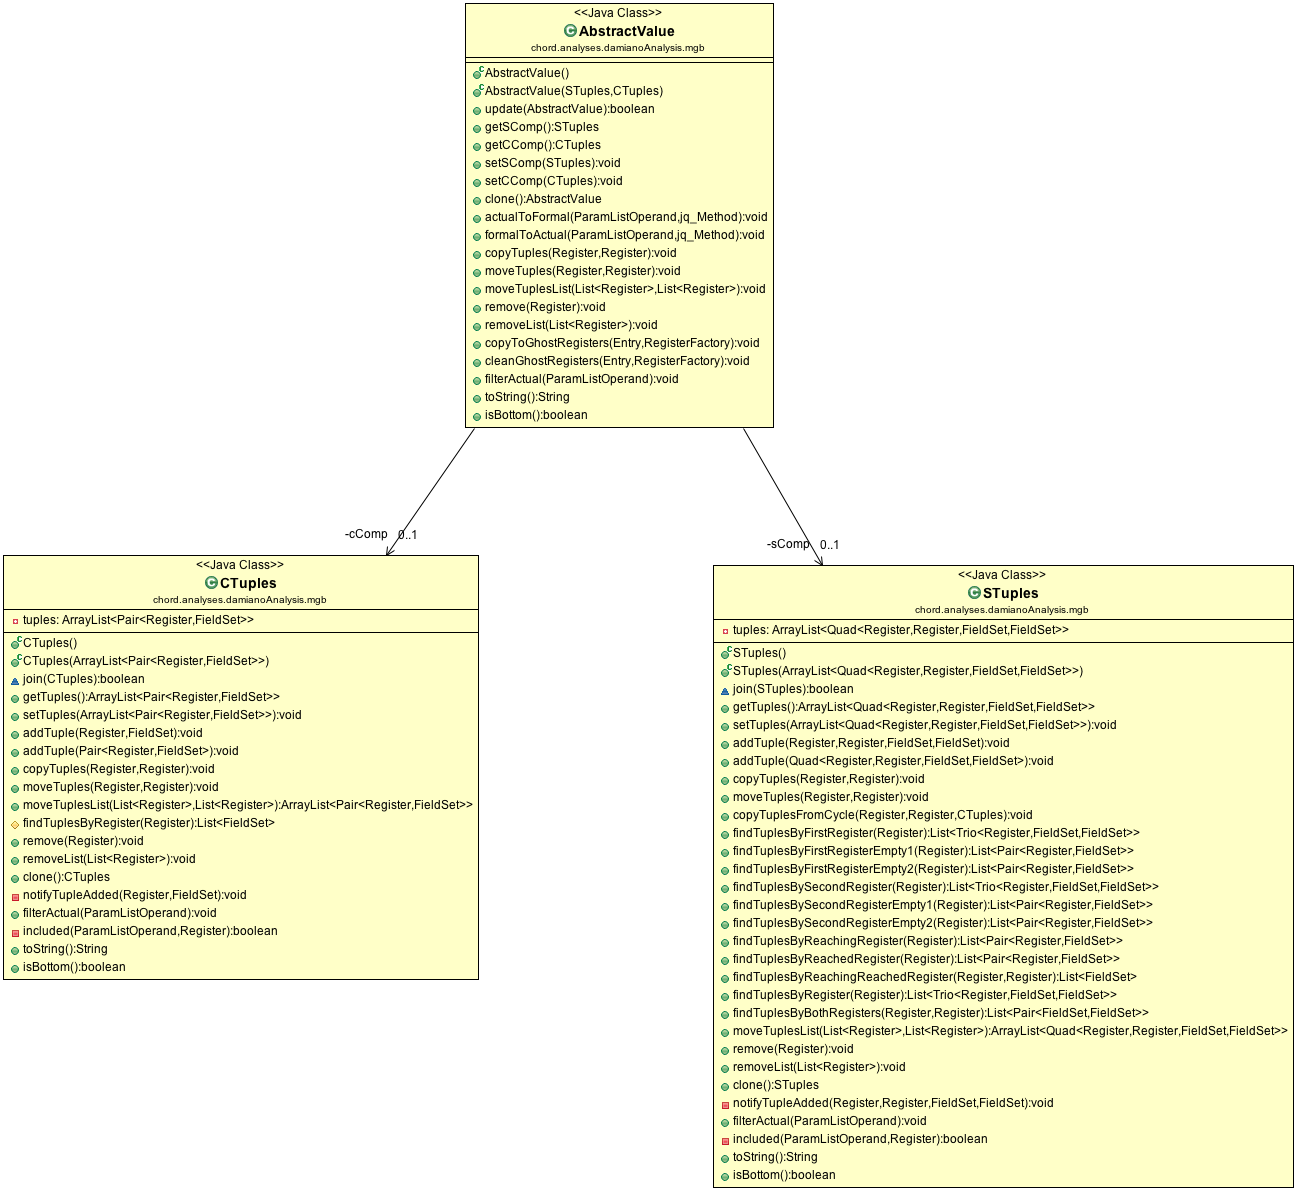 <<Java Class>>
AbstractValue
chord.analyses.damianoAnalysis.mgb
AbstractValue()
AbstractValue(STuples,CTuples)
update(AbstractValue):boolean
getSComp():STuples
getCComp():CTuples
setSComp(STuples):void
setCComp(CTuples):void
clone():AbstractValue
actualToFormal(ParamListOperand,jq_Method):void
formalToActual(ParamListOperand,jq_Method):void
copyTuples(Register,Register):void
moveTuples(Register,Register):void
moveTuplesList(List<Register>,List<Register>):void
remove(Register):void
removeList(List<Register>):void
copyToGhostRegisters(Entry,RegisterFactory):void
cleanGhostRegisters(Entry,RegisterFactory):void
filterActual(ParamListOperand):void
toString():String
isBottom():boolean
-cComp 0..1
-sComp 0..1
<<Java Class>>
CTuples
chord.analyses.damianoAnalysis.mgb
tuples: ArrayList<Pair<Register,FieldSet>>
CTuples()
CTuples(ArrayList<Pair<Register,FieldSet>>)
join(CTuples):boolean
getTuples():ArrayList<Pair<Register,FieldSet>>
setTuples(ArrayList<Pair<Register,FieldSet>>):void
addTuple(Register,FieldSet):void
addTuple(Pair<Register,FieldSet>):void
copyTuples(Register,Register):void
moveTuples(Register,Register):void
moveTuplesList(List<Register>,List<Register>):ArrayList<Pair<Register,FieldSet>>
findTuplesByRegister(Register):List<FieldSet>
remove(Register):void
removeList(List<Register>):void
clone():CTuples
notifyTupleAdded(Register,FieldSet):void
filterActual(ParamListOperand):void
included(ParamListOperand,Register):boolean
toString():String
isBottom():boolean
<<Java Class>>
STuples
chord.analyses.damianoAnalysis.mgb
tuples: ArrayList<Quad<Register,Register,FieldSet,FieldSet>>
STuples()
STuples(ArrayList<Quad<Register,Register,FieldSet,FieldSet>>)
join(STuples):boolean
getTuples():ArrayList<Quad<Register,Register,FieldSet,FieldSet>>
setTuples(ArrayList<Quad<Register,Register,FieldSet,FieldSet>>):void
addTuple(Register,Register,FieldSet,FieldSet):void
addTuple(Quad<Register,Register,FieldSet,FieldSet>):void
copyTuples(Register,Register):void
moveTuples(Register,Register):void
copyTuplesFromCycle(Register,Register,CTuples):void
findTuplesByFirstRegister(Register):List<Trio<Register,FieldSet,FieldSet>>
findTuplesByFirstRegisterEmpty1(Register):List<Pair<Register,FieldSet>>
findTuplesByFirstRegisterEmpty2(Register):List<Pair<Register,FieldSet>>
findTuplesBySecondRegister(Register):List<Trio<Register,FieldSet,FieldSet>>
findTuplesBySecondRegisterEmpty1(Register):List<Pair<Register,FieldSet>>
findTuplesBySecondRegisterEmpty2(Register):List<Pair<Register,FieldSet>>
findTuplesByReachingRegister(Register):List<Pair<Register,FieldSet>>
findTuplesByReachedRegister(Register):List<Pair<Register,FieldSet>>
findTuplesByReachingReachedRegister(Register,Register):List<FieldSet>
findTuplesByRegister(Register):List<Trio<Register,FieldSet,FieldSet>>
findTuplesByBothRegisters(Register,Register):List<Pair<FieldSet,FieldSet>>
moveTuplesList(List<Register>,List<Register>):ArrayList<Quad<Register,Register,FieldSet,FieldSet>>
remove(Register):void
removeList(List<Register>):void
clone():STuples
notifyTupleAdded(Register,Register,FieldSet,FieldSet):void
filterActual(ParamListOperand):void
included(ParamListOperand,Register):boolean
toString():String
isBottom():boolean